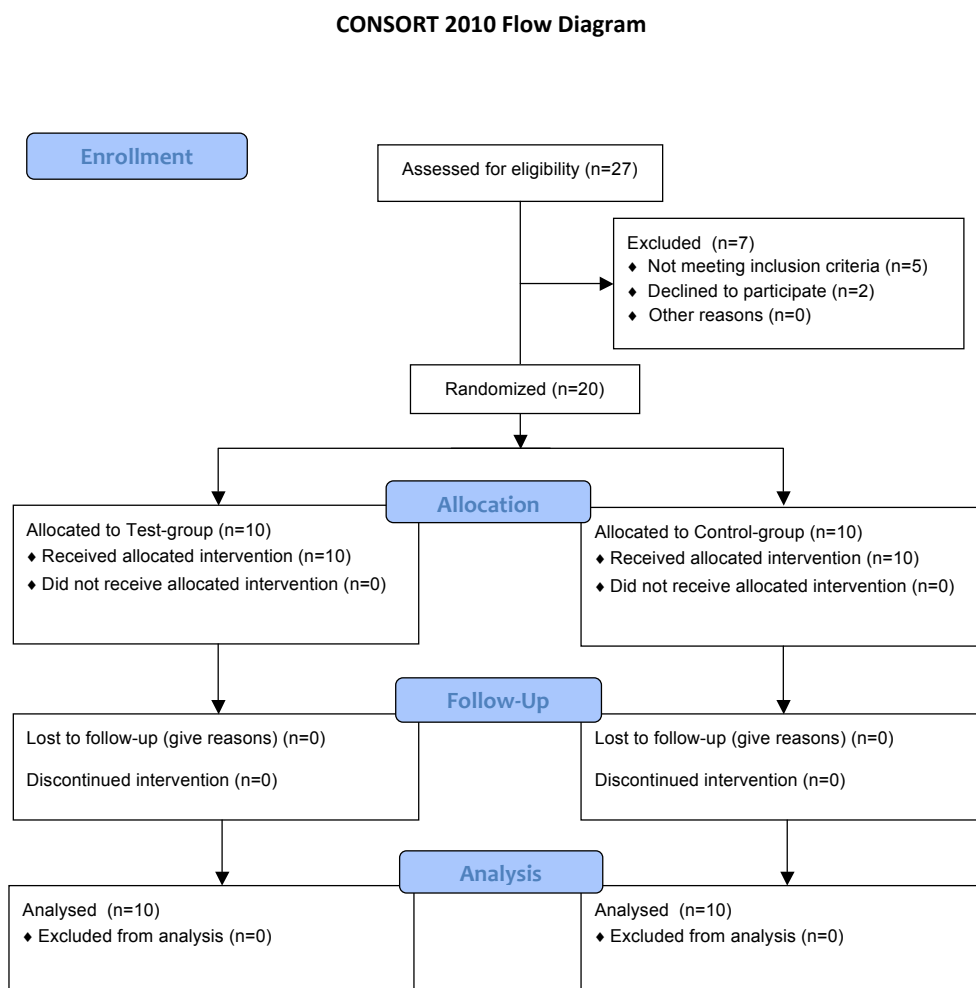 CONSORT 2010 Flow Diagram
Enrollment
Assessed for eligibility (n=27)
Excluded (n=7)
♦ Not meeting inclusion criteria (n=5)
♦ Declined to participate (n=2)
♦ Other reasons (n=0)
Randomized (n=20)
Allocation
Allocated to Test-group (n=10)
♦ Received allocated intervention (n=10)
♦ Did not receive allocated intervention (n=0)
Allocated to Control-group (n=10)
♦ Received allocated intervention (n=10)
♦ Did not receive allocated intervention (n=0)
Follow-Up
Lost to follow-up (give reasons) (n=0)
Discontinued intervention (n=0)
Lost to follow-up (give reasons) (n=0)
Discontinued intervention (n=0)
Analysis
Analysed (n=10)
♦ Excluded from analysis (n=0)
Analysed (n=10)
♦ Excluded from analysis (n=0)